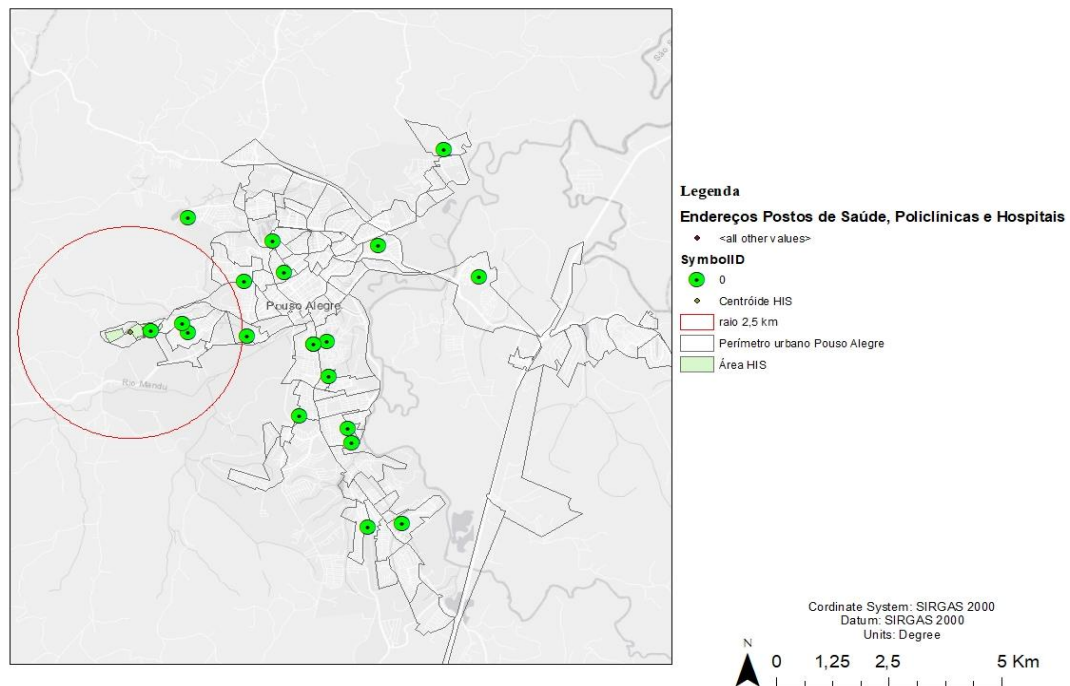 São
Pouso Alegre
Rio Mandu
Legenda
Endereços Postos de Saúde, Policlínicas e Hospitais
<all other values>
SymbolID
0
Centróide HIS
raio 2,5 km
Perímetro urbano Pouso Alegre
Área HIS
Cordinate System: SIRGAS 2000
Datum: SIRGAS 2000
Units: Degree
N
0 1,25 2,5 5 Km